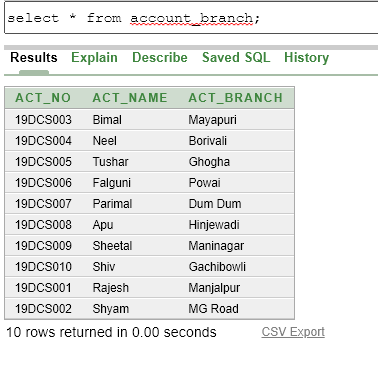 select * from account_branch;
Results Explain Describe Saved SQL History
ACT_NO ACT_NAME ACT_BRANCH
19DCS003 Bimal Mayapuri
19DCS004 Neel Borivali
19DCS005 Tushar Ghogha
19DCS006 Falguni Powai
19DCS007 Parimal Dum Dum
19DCS008 Apu Hinjewadi
19DCS009 Sheetal Maninagar
19DCS010 Shiv Gachibowli
19DCS001 Rajesh Manjalpur
19DCS002 Shyam MG Road
10 rows returned in 0.00 seconds CSV Export